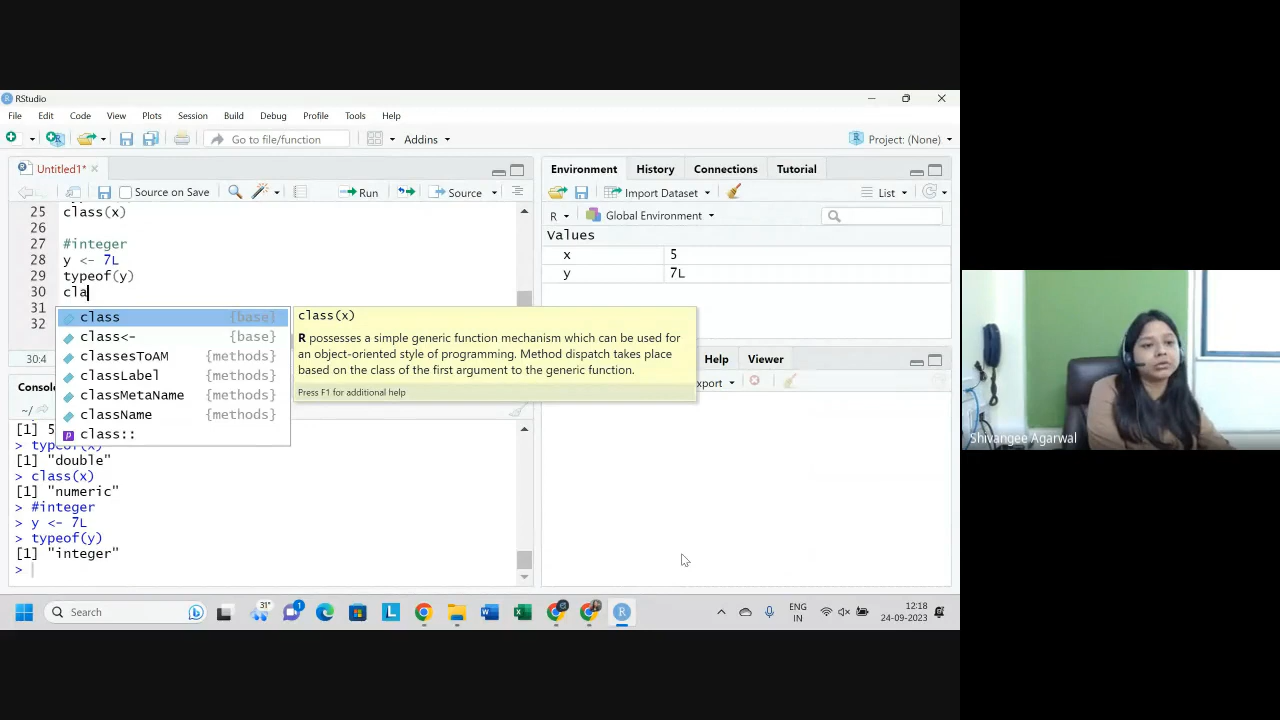 RStudio
File Edit Code View Plots Session Build Debug Profile Tools Help
Go to file/function Addins Project: (None)
Untitled1*
Source on Save Run Source
25 class(x)
26
27 #integer
28 y <- 7L
29 typeof(y)
30 cla
31
32
class {base}
class<- {base}
classesToAM {methods}
classLabel {methods}
classMetaName {methods}
className {methods}
class::
class(x)
R possesses a simple generic function mechanism which can be used for
an object-oriented style of programming. Method dispatch takes place
based on the class of the first argument to the generic function.
Press F1 for additional help
30:4
Consol
~/
[1] 5
> typeof(x)
[1] "double"
> class(x)
[1] "numeric"
> #integer
> y <- 7L
> typeof(y)
[1] "integer"
>
Environment History Connections Tutorial
Import Dataset List
R Global Environment
Values
x 5
y 7L
Help Viewer
xport
Shivangee Agarwal
Search 31° 1 ENG
IN
12:18
24-09-2023